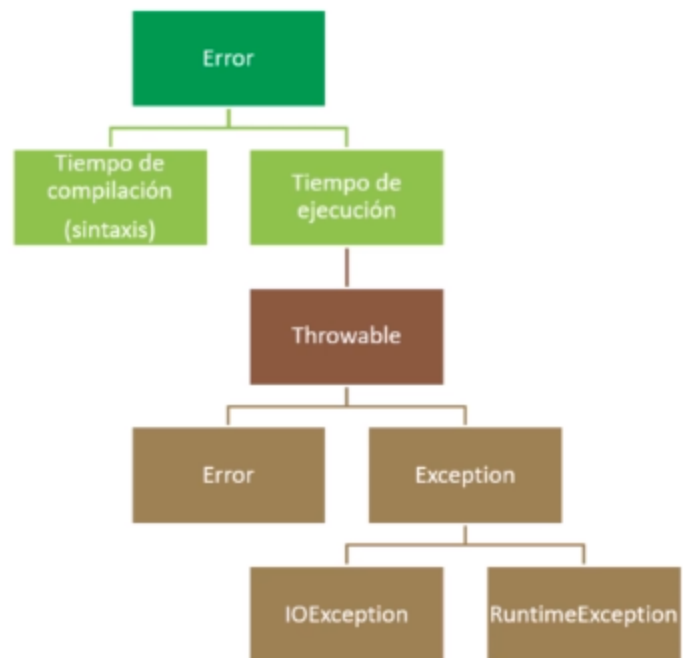 Error
Tiempo de
compilación
(sintaxis)
Tiempo de
ejecución
Throwable
Error
Exception
IOException
RuntimeException